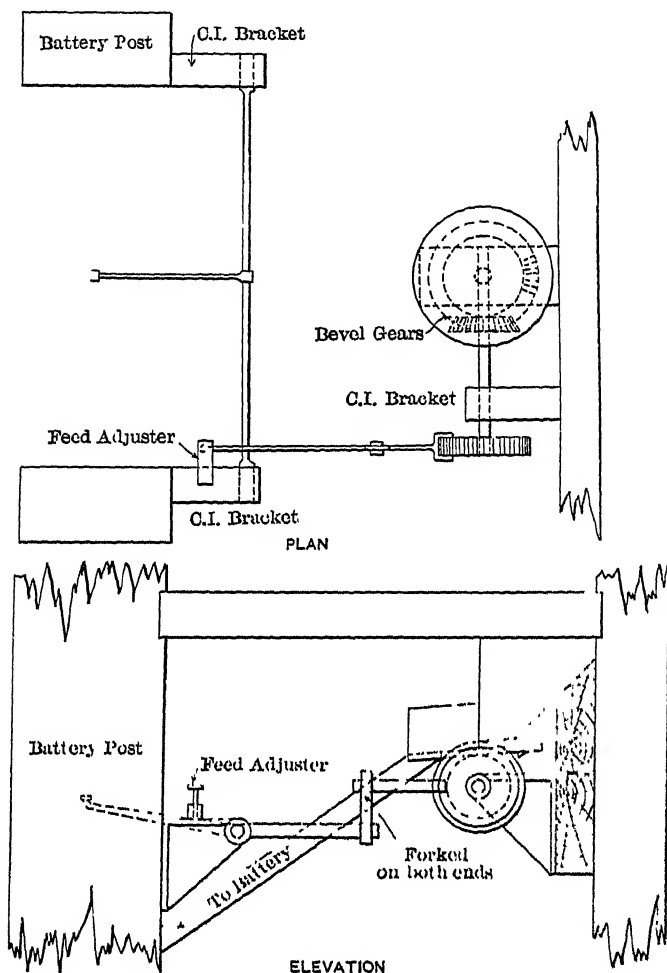 C.I. Bracket
Battery Post
Bevel Gears
C.I. Bracket
Feed Adjuster
C.I. Bracket
PLAN
Battery Post
Feed Adjuster
Forked
on both ends
To Battery
ELEVATION